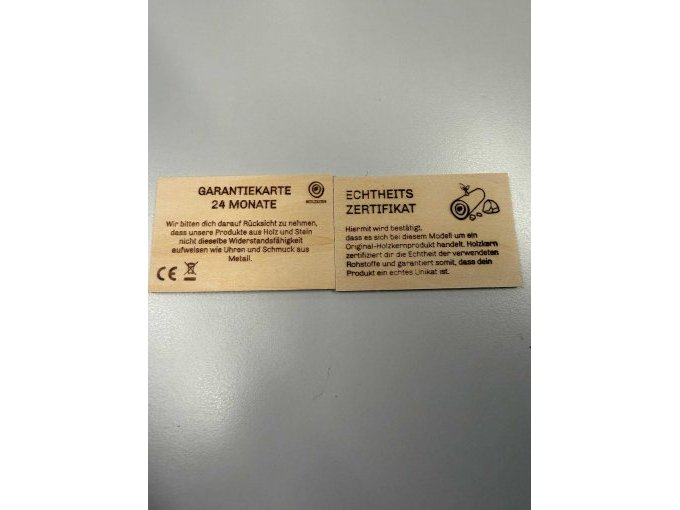 GARANTIEKARTE
24 MONATE
HOLZKERN
Wir bitten dich darauf Rücksicht zu nehmen,
dass unsere Produkte aus Holz und Stein
nicht dieselbe Widerstandsfähigkeit
aufweisen wie Uhren und Schmuck aus
Metall.
CE
ECHTHEITS
ZERTIFIKAT
Hiermit wird bestätigt,
dass es sich bei diesem Modell um ein
Original-Holzkernprodukt handelt. Holzkern
zertifiziert dir die Echtheit der verwendeten
Rohstoffe und garantiert somit, dass dein
Produkt ein echtes Unikat ist.